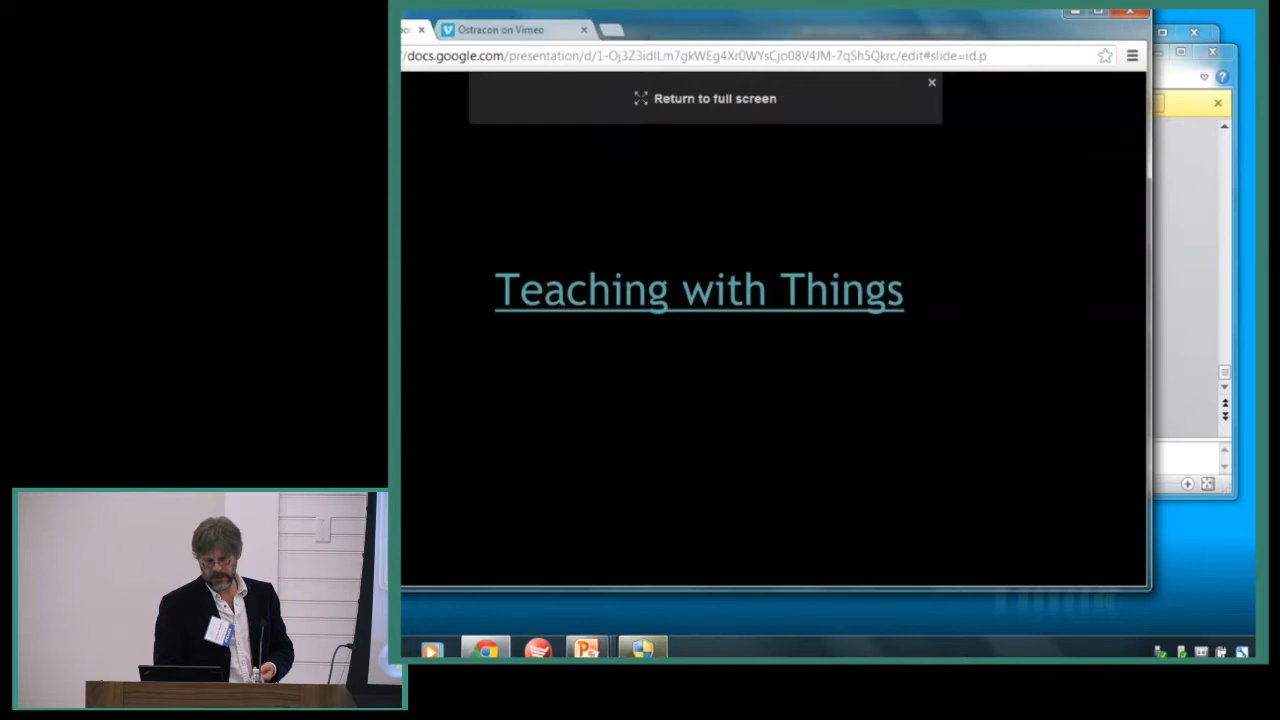 Ostracon on Vimeo
/docs.google.com/presentation/d/1-Oj3Z3idlLm7gkWEg4Xr0WYsCjo08V4JM-7qSh5Qkrc/edit#slide=id.p
Return to full screen
Teaching with Things